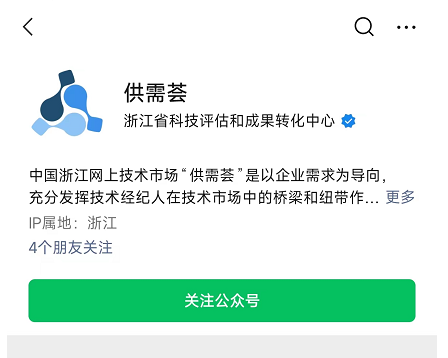 供需荟
浙江省科技评估和成果转化中心
中国浙江网上技术市场“供需荟”是以企业需求为导向，
充分发挥技术经纪人在技术市场中的桥梁和纽带作... 更多
IP属地：浙江
4个朋友关注
关注公众号